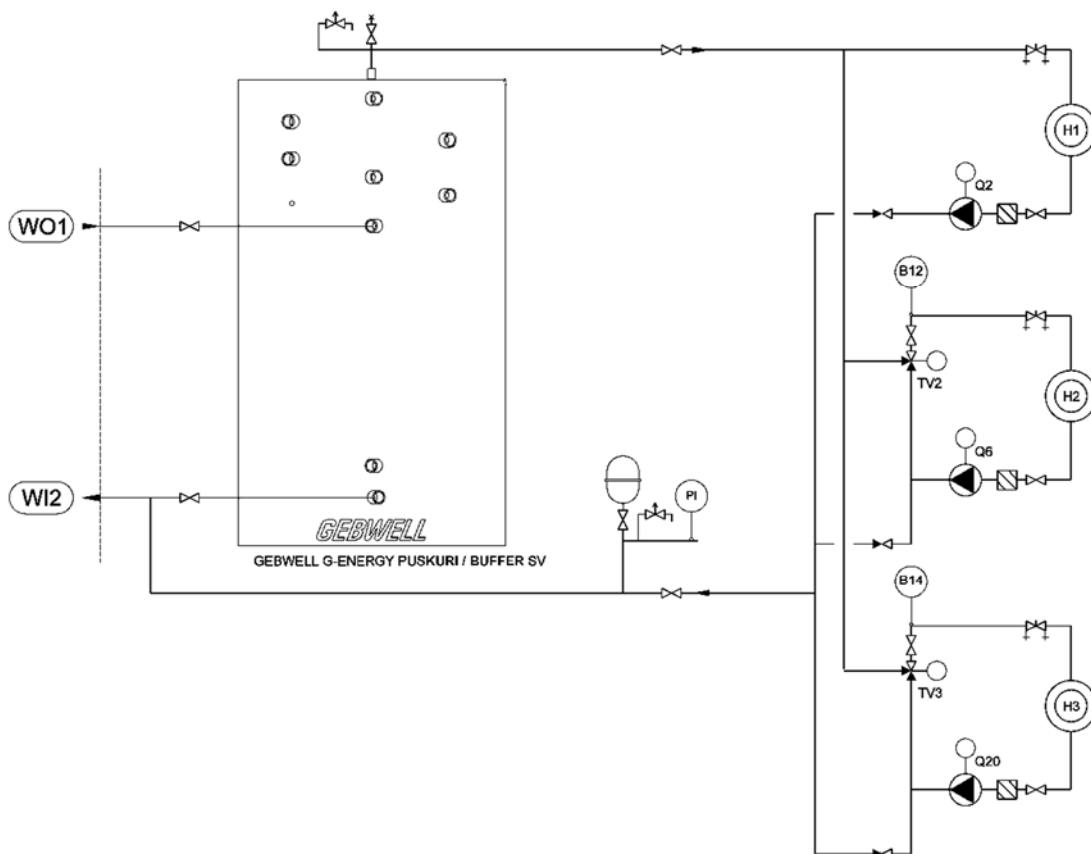 H1
Q2
WO1
B12
TV2
H2
Q6
WI2
PI
GEBWELL
GEBWELL G-ENERGY PUSKURI / BUFFER SV
B14
TV3
H3
Q20